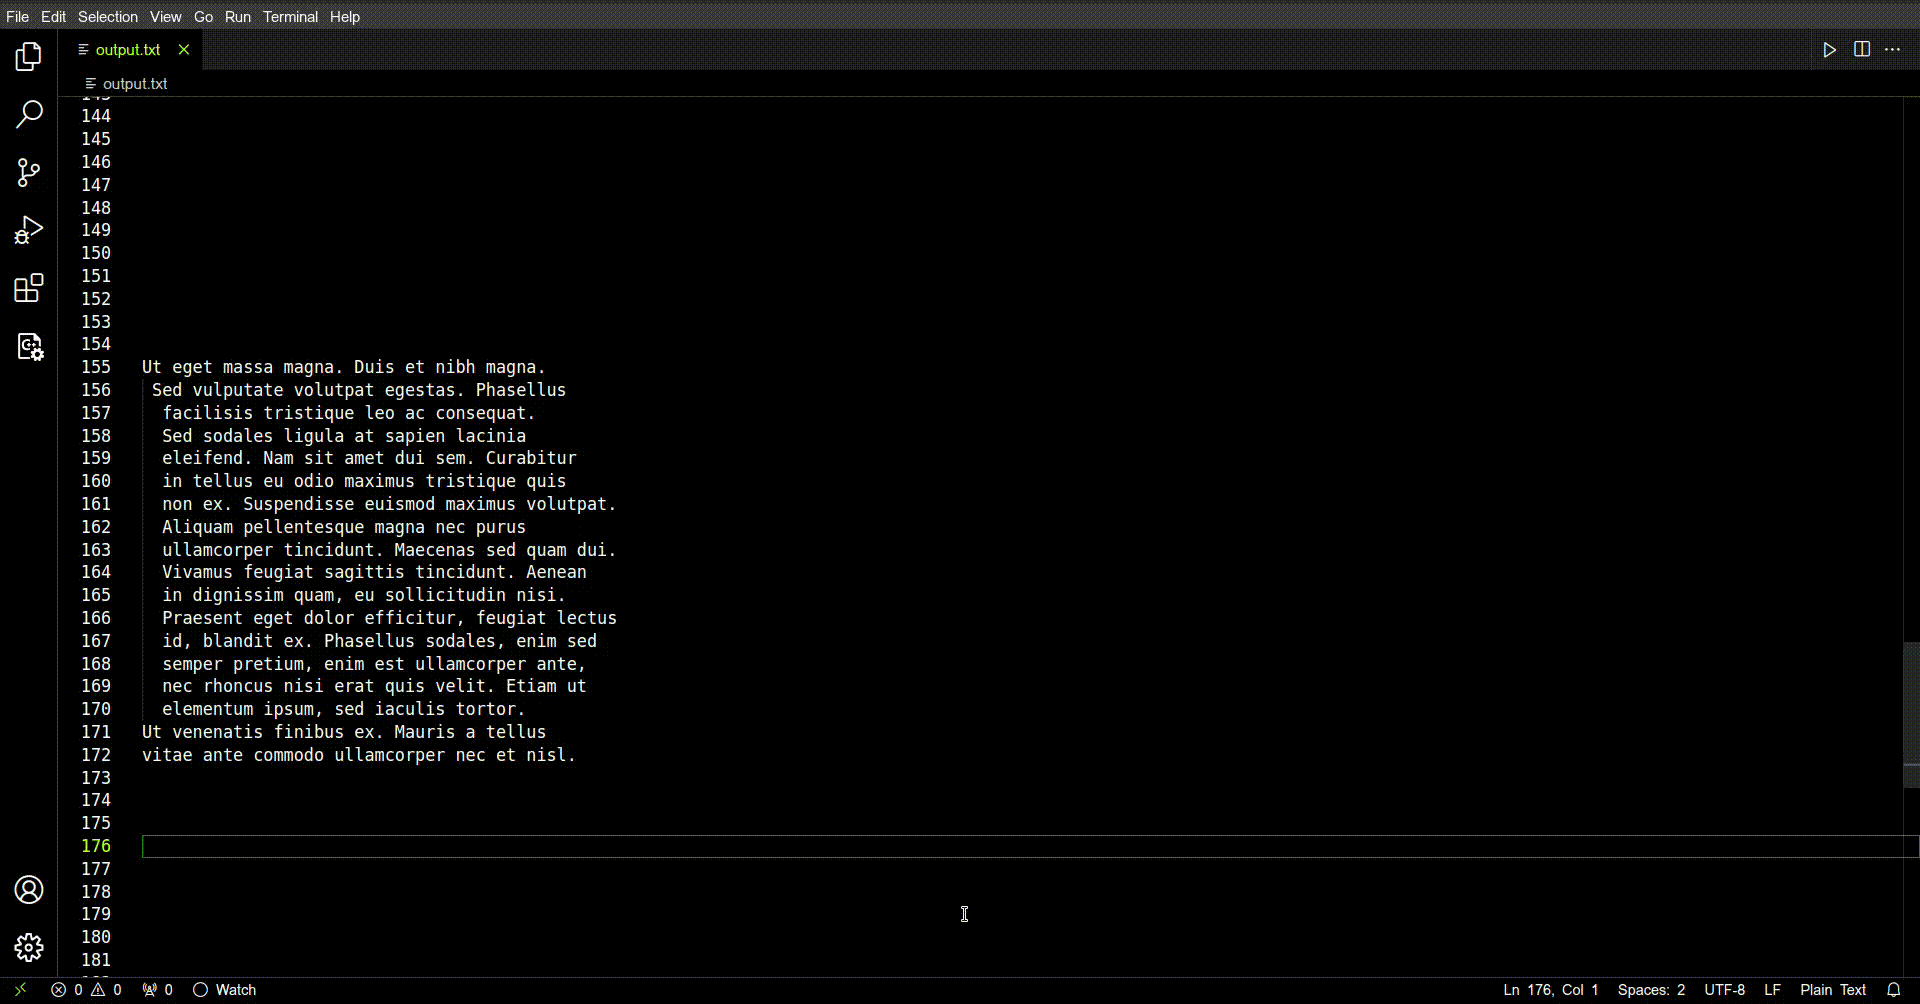 File Edit Selection View Go Run Terminal Help
output.txt
output.txt
144
145
146
147
148
149
150
151
152
153
154
155 Ut eget massa magna. Duis et nibh magna.
156 Sed vulputate volutpat egestas. Phasellus
157 facilisis tristique leo ac consequat.
158 Sed sodales ligula at sapien lacinia
159 eleifend. Nam sit amet dui sem. Curabitur
160 in tellus eu odio maximus tristique quis
161 non ex. Suspendisse euismod maximus volutpat.
162 Aliquam pellentesque magna nec purus
163 ullamcorper tincidunt. Maecenas sed quam dui.
164 Vivamus feugiat sagittis tincidunt. Aenean
165 in dignissim quam, eu sollicitudin nisi.
166 Praesent eget dolor efficitur, feugiat lectus
167 id, blandit ex. Phasellus sodales, enim sed
168 semper pretium, enim est ullamcorper ante,
169 nec rhoncus nisi erat quis velit. Etiam ut
170 elementum ipsum, sed iaculis tortor.
171 Ut venenatis finibus ex. Mauris a tellus
172 vitae ante commodo ullamcorper nec et nisl.
173
174
175
176
177
178
179
180
181
0 0 0 Watch Ln 176, Col 1 Spaces: 2 UTF-8 LF Plain Text